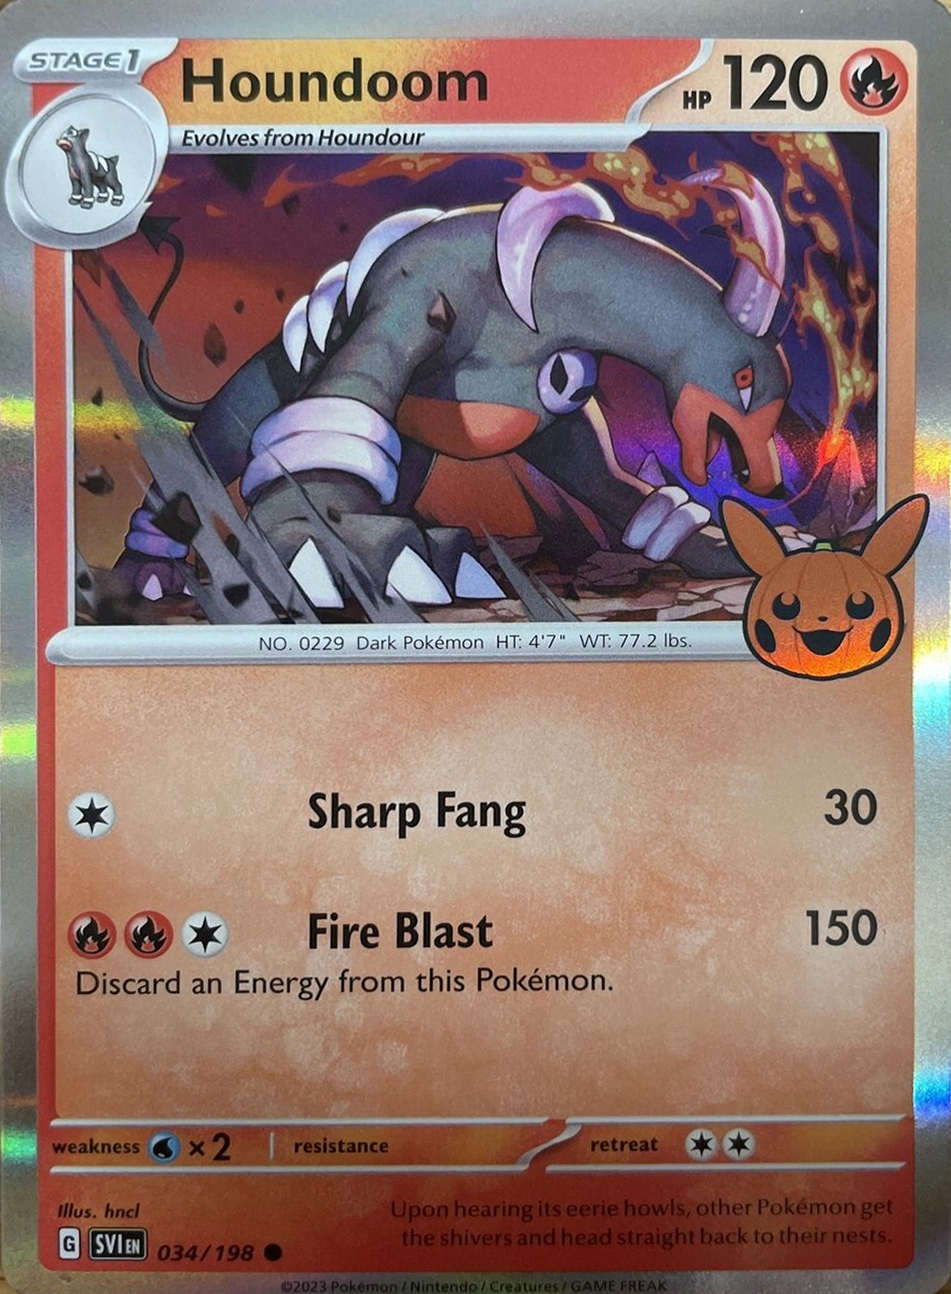 STAGE 1
Houndoom
HP 120
Evolves from Houndour
NO. 0229 Dark Pokémon HT: 4'7" WT: 77.2 lbs.
Sharp Fang 30
Fire Blast 150
Discard an Energy from this Pokémon.
weakness ×2 resistance retreat
Illus. hncl
Upon hearing its eerie howls, other Pokémon get
the shivers and head straight back to their nests.
G SVI EN 034/198
©2023 Pokémon / Nintendo / Creatures / GAME FREAK